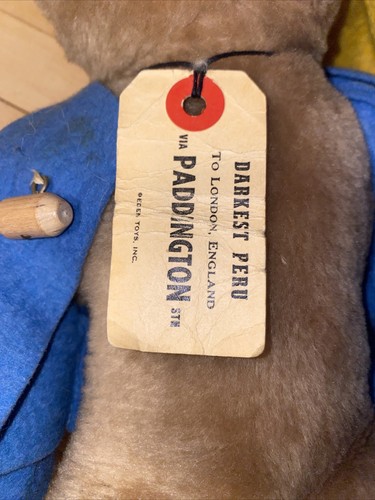 DARKEST PERU
TO LONDON, ENGLAND
VIA PADDINGTON STN
©EDEN TOYS, INC.